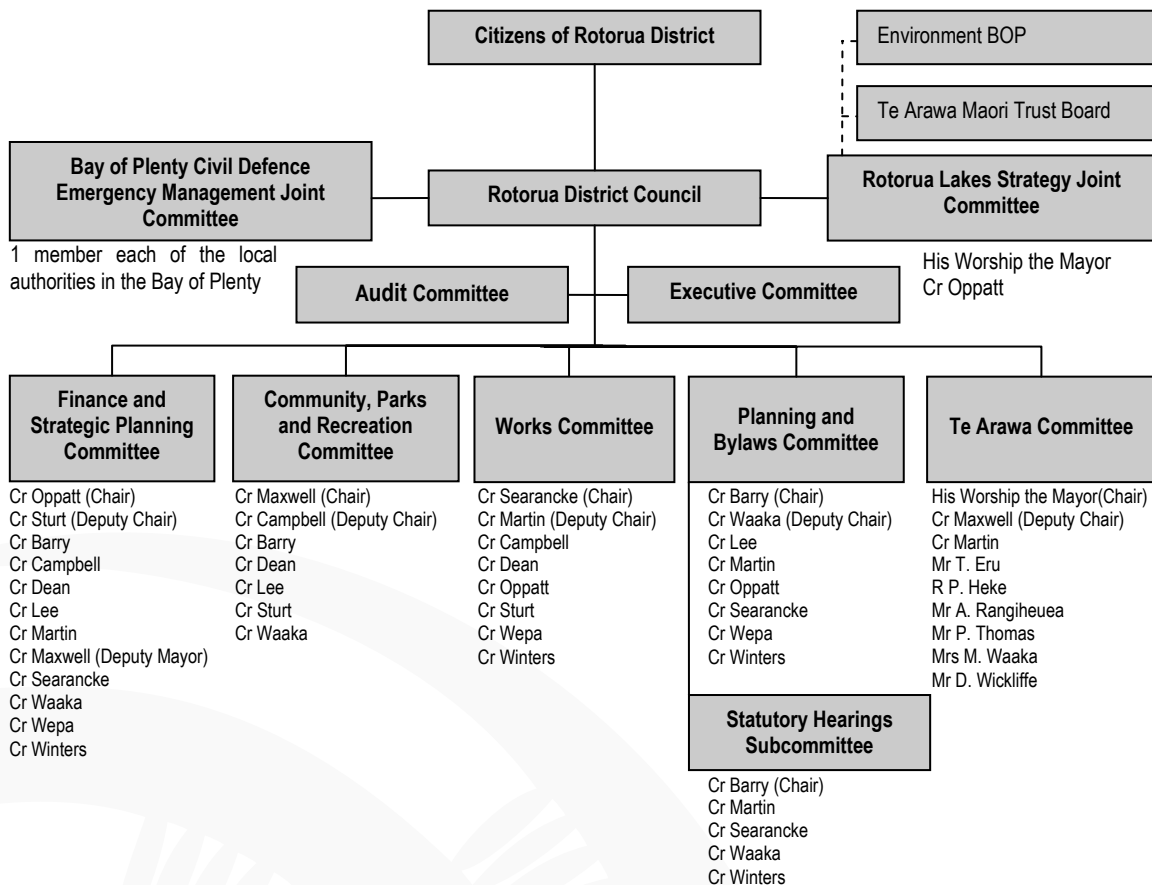 Citizens of Rotorua District
Environment BOP
Te Arawa Maori Trust Board
Bay of Plenty Civil Defence
Emergency Management Joint
Committee
Rotorua District Council
Rotorua Lakes Strategy Joint
Committee
1 member each of the local
authorities in the Bay of Plenty
His Worship the Mayor
Cr Oppatt
Audit Committee
Executive Committee
Finance and
Strategic Planning
Committee
Cr Oppatt (Chair)
Cr Sturt (Deputy Chair)
Cr Barry
Cr Campbell
Cr Dean
Cr Lee
Cr Martin
Cr Maxwell (Deputy Mayor)
Cr Searancke
Cr Waaka
Cr Wepa
Cr Winters
Community, Parks
and Recreation
Committee
Cr Maxwell (Chair)
Cr Campbell (Deputy Chair)
Cr Barry
Cr Dean
Cr Lee
Cr Sturt
Cr Waaka
Works Committee
Cr Searancke (Chair)
Cr Martin (Deputy Chair)
Cr Campbell
Cr Dean
Cr Oppatt
Cr Sturt
Cr Wepa
Cr Winters
Planning and
Bylaws Committee
Cr Barry (Chair)
Cr Waaka (Deputy Chair)
Cr Lee
Cr Martin
Cr Oppatt
Cr Searancke
Cr Wepa
Cr Winters
Statutory Hearings
Subcommittee
Cr Barry (Chair)
Cr Martin
Cr Searancke
Cr Waaka
Cr Winters
Te Arawa Committee
His Worship the Mayor(Chair)
Cr Maxwell (Deputy Chair)
Cr Martin
Mr T. Eru
R P. Heke
Mr A. Rangiheuea
Mr P. Thomas
Mrs M. Waaka
Mr D. Wickliffe